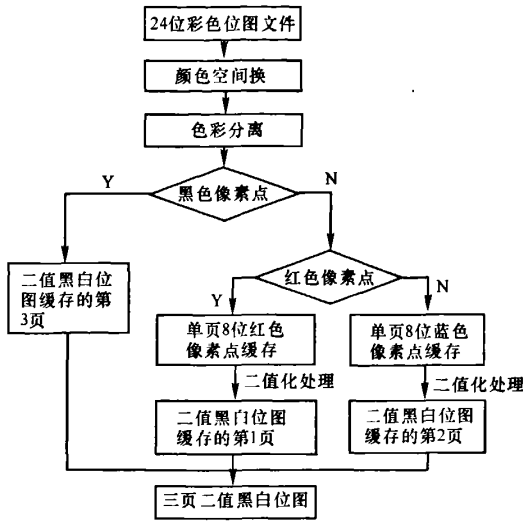 24位彩色位图文件
颜色空间换
色彩分离
Y
黑色像素点
N
红色像素点
二值黑白位
图缓存的第
3页
Y
N
单页8位红色
像素点缓存
单页8位蓝色
像素点缓存
二值化处理
二值化处理
二值黑白位图
缓存的第1页
二值黑白位图
缓存的第2页
三页二值黑白位图